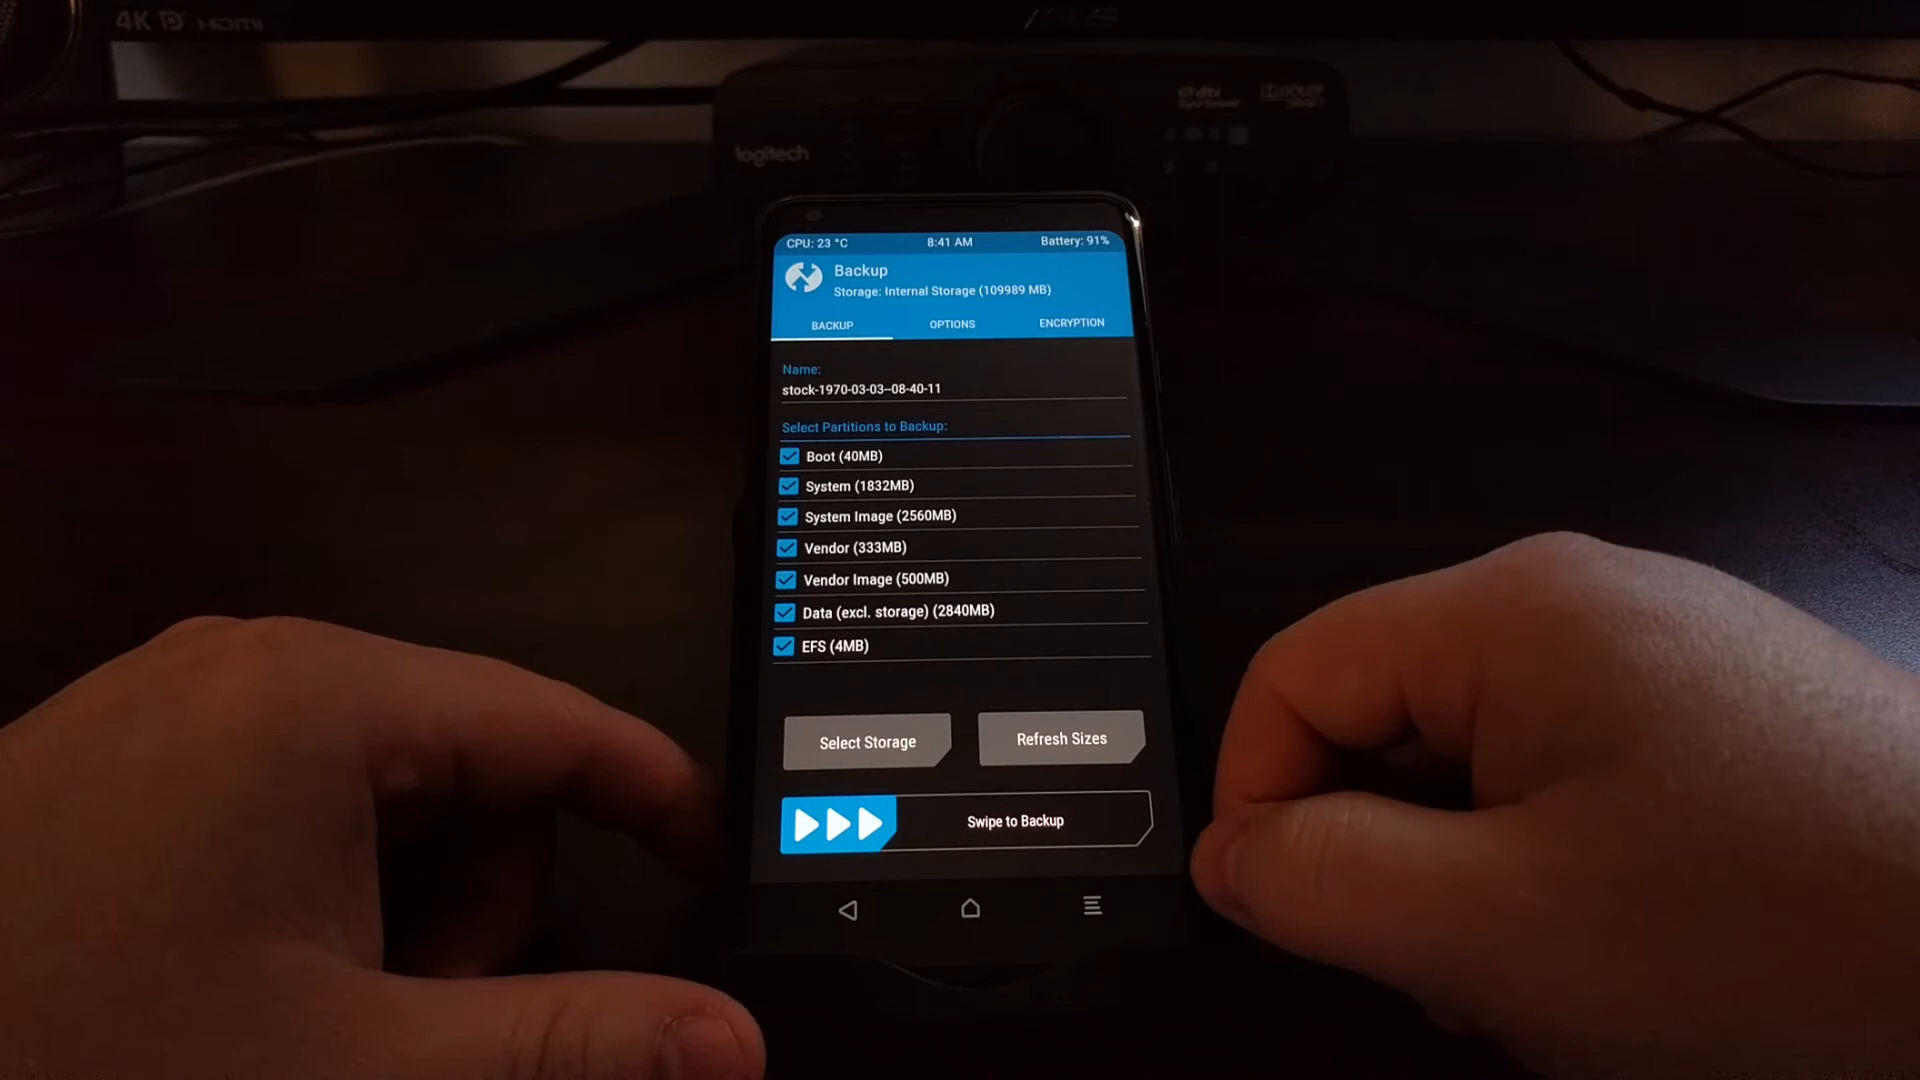 4K HDMI
logitech
CPU: 23 °C 8:41 AM Battery: 91%
Backup
Storage: Internal Storage (109989 MB)
BACKUP OPTIONS ENCRYPTION
Name:
stock-1970-03-03--08-40-11
Select Partitions to Backup:
Boot (40MB)
System (1832MB)
System Image (2560MB)
Vendor (333MB)
Vendor Image (500MB)
Data (excl. storage) (2840MB)
EFS (4MB)
Select Storage Refresh Sizes
Swipe to Backup